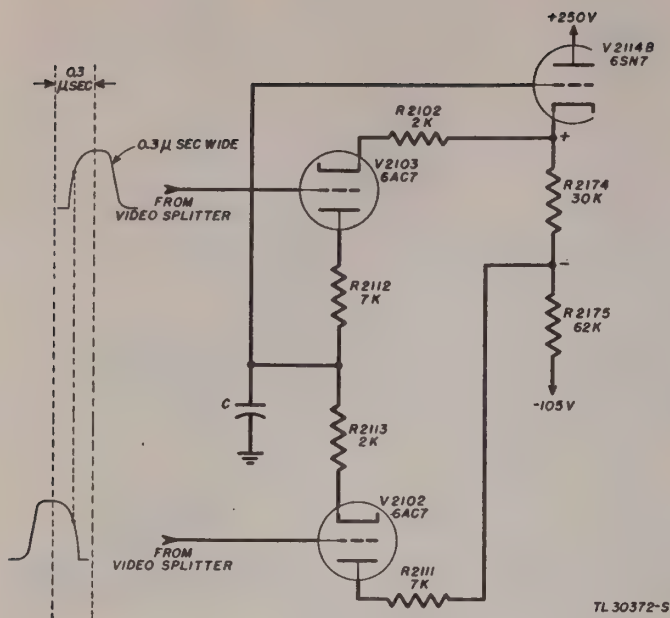 +250V
V2114B
6SN7
0.3
μSEC
R2102
2K
0.3 μ SEC WIDE
V2103
6AC7
+
FROM
VIDEO SPLITTER
R2174
30K
-
R2112
7K
R2175
62K
C
-105V
R2113
2K
V2102
6AC7
FROM
VIDEO SPLITTER
R2111
7K
TL 30372-S